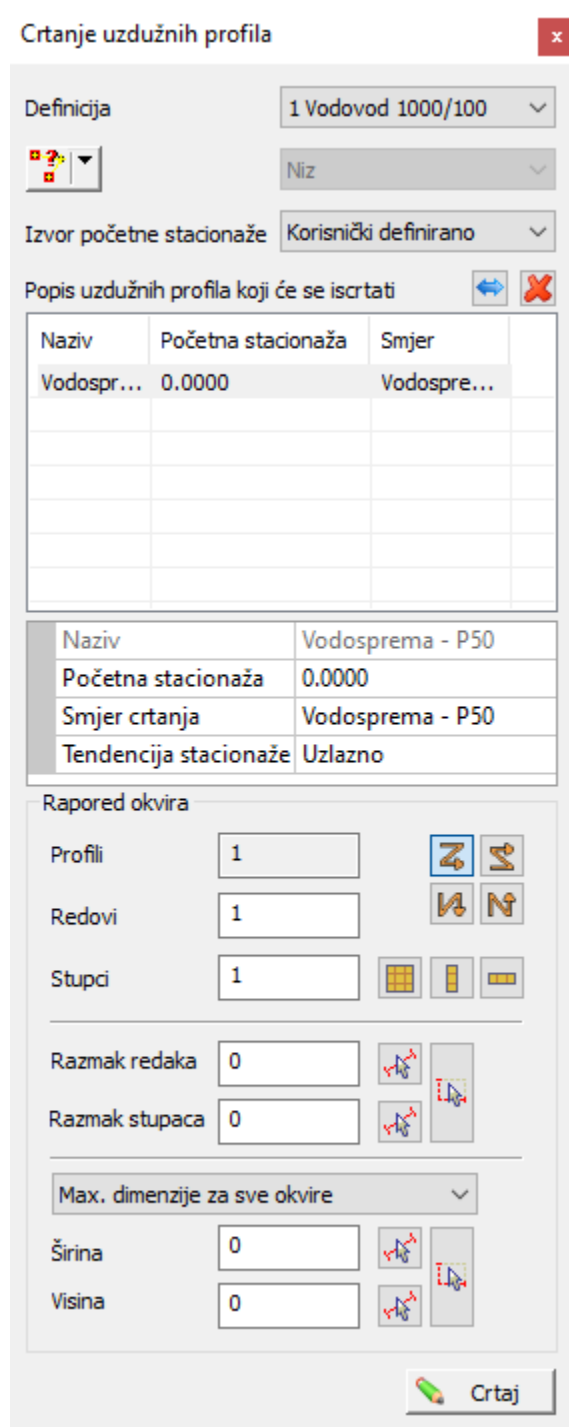 Crtanje uzdužnih profila
x
Definicija 1 Vodovod 1000/100
Niz
Izvor početne stacionaže Korisnički definirano
Popis uzdužnih profila koji će se iscrtati
Naziv Početna stacionaža Smjer
Vodospr... 0.0000 Vodospre...
Naziv Vodosprema - P50
Početna stacionaža 0.0000
Smjer crtanja Vodosprema - P50
Tendencija stacionaže Uzlazno
Rapored okvira
Profili 1
Redovi 1
Stupci 1
Razmak redaka 0
Razmak stupaca 0
Max. dimenzije za sve okvire
Širina 0
Visina 0
Crtaj